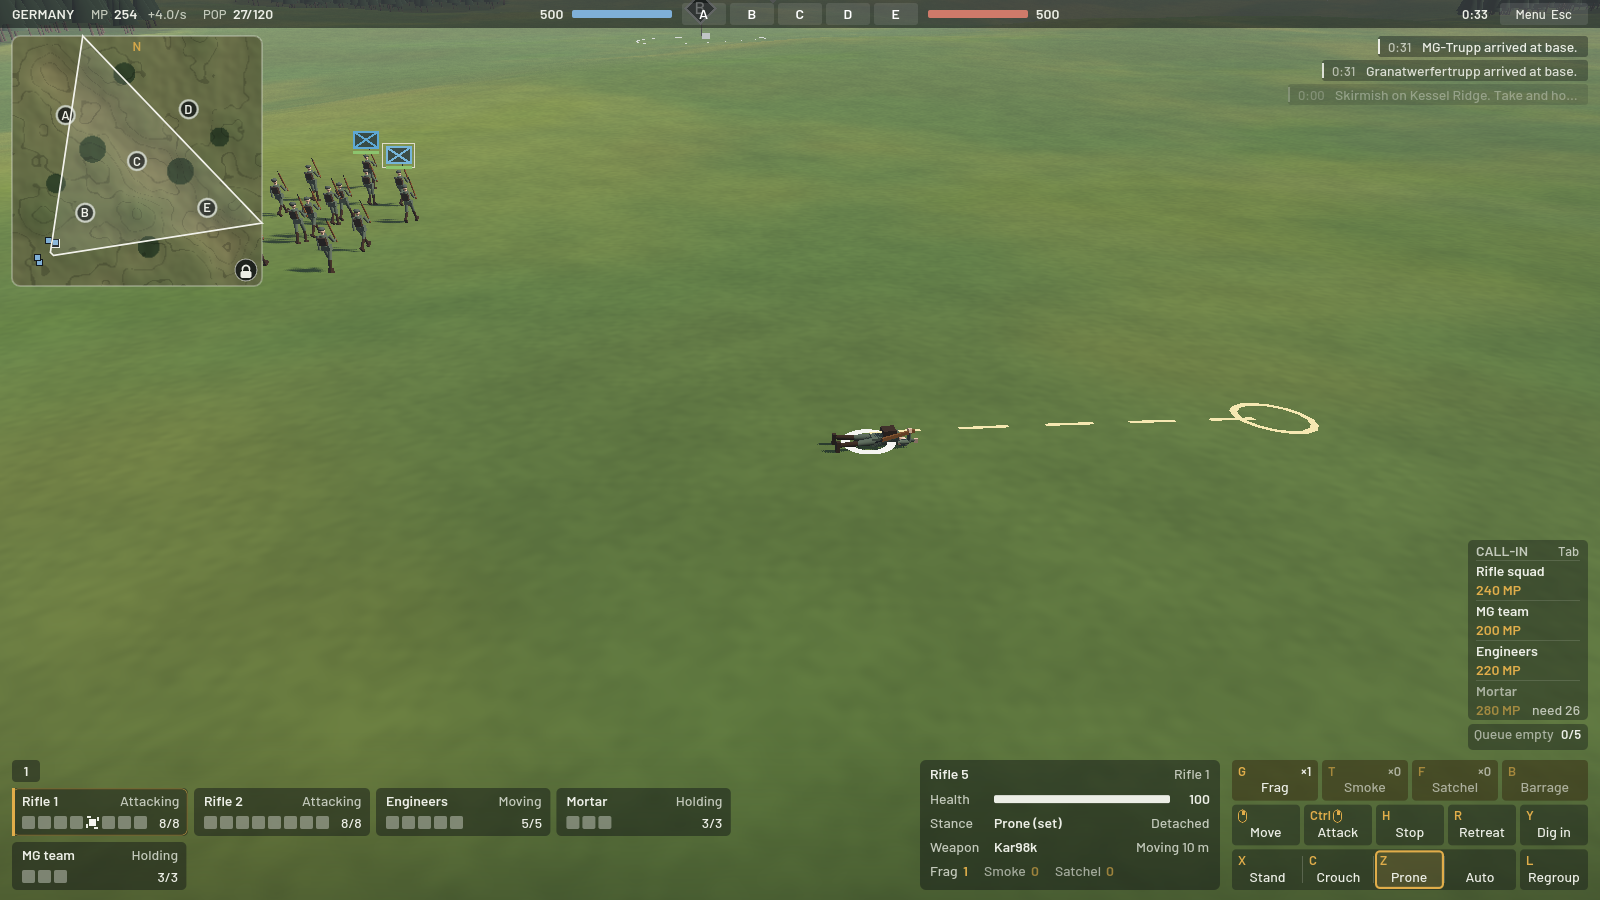 GERMANY MP 254 +4.0/s POP 27/120
500 A B C D E 500
B
0:33 Menu Esc
N
A
D
C
B
E
0:31 MG-Trupp arrived at base.
0:31 Granatwerfertrupp arrived at base.
0:00 Skirmish on Kessel Ridge. Take and ho...
CALL-IN Tab
Rifle squad
240 MP
MG team
200 MP
Engineers
220 MP
Mortar
280 MP need 26
Queue empty 0/5
1
Rifle 1 Attacking
8/8
Rifle 2 Attacking
8/8
Engineers Moving
5/5
Mortar Holding
3/3
MG team Holding
3/3
Rifle 5 Rifle 1
Health 100
Stance Prone (set) Detached
Weapon Kar98k Moving 10 m
Frag 1 Smoke 0 Satchel 0
G ×1
Frag
T ×0
Smoke
F ×0
Satchel
B
Barrage
Move
Ctrl
Attack
H
Stop
R
Retreat
Y
Dig in
X
Stand
C
Crouch
Z
Prone
Auto
L
Regroup